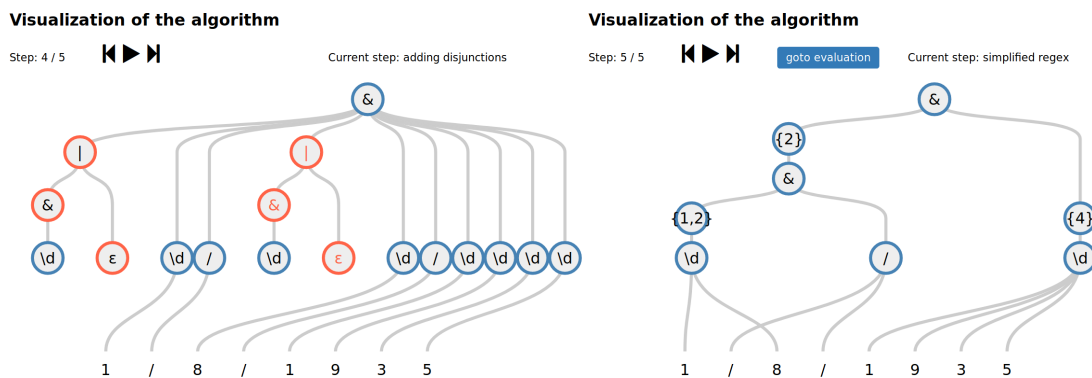 Visualization of the algorithm
Step: 4 / 5
Current step: adding disjunctions
&
| |
& &
\d ε \d / \d ε \d / \d \d \d \d
1 / 8 / 1 9 3 5
Visualization of the algorithm
Step: 5 / 5
goto evaluation
Current step: simplified regex
&
{2}
&
{1,2} {4}
\d / \d
1 / 8 / 1 9 3 5